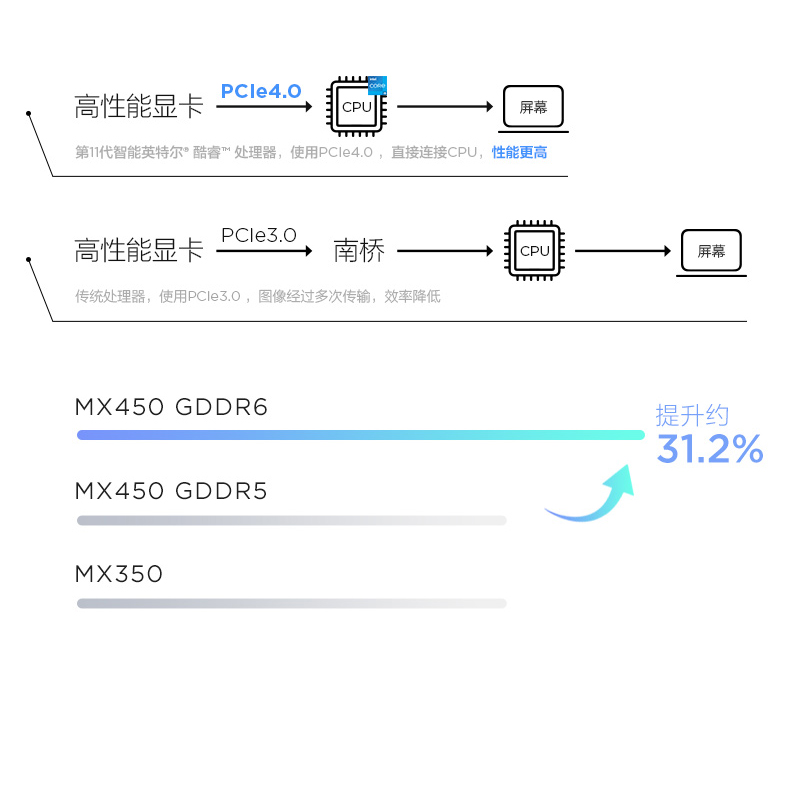 高性能显卡 PCIe4.0 CPU 屏幕
intel
CORE
第11代智能英特尔® 酷睿™ 处理器，使用PCIe4.0 ，直接连接CPU，性能更高
高性能显卡 PCIe3.0 南桥 CPU 屏幕
传统处理器，使用PCIe3.0 ，图像经过多次传输，效率降低
MX450 GDDR6
提升约
31.2%
MX450 GDDR5
MX350